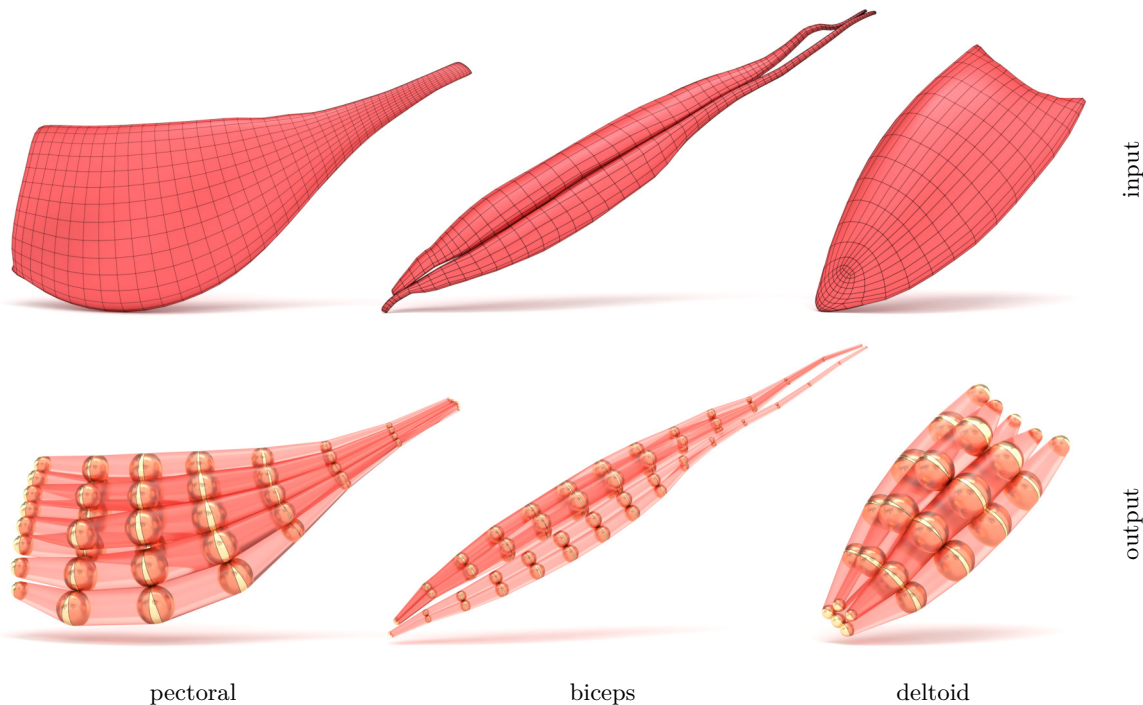 input
output
pectoral
biceps
deltoid